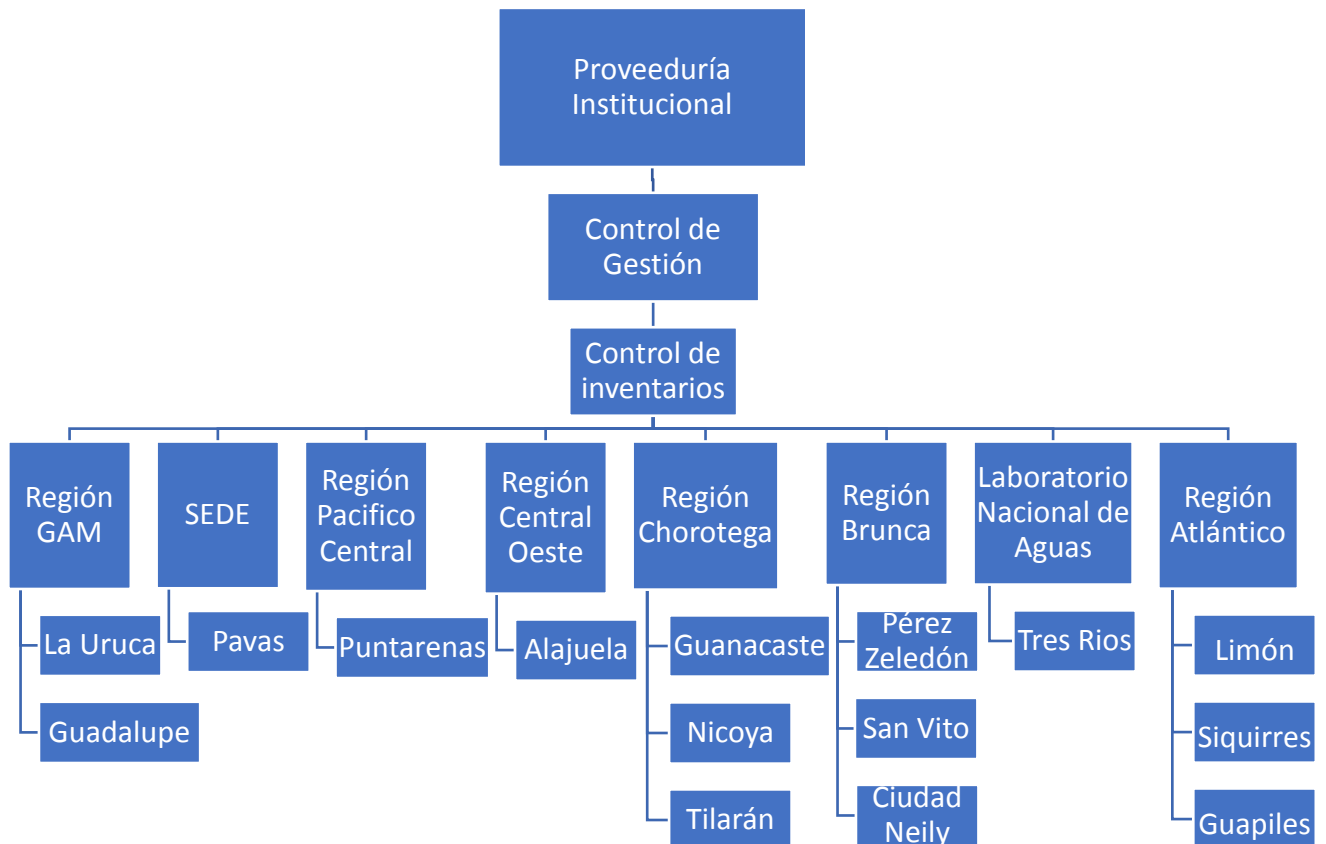 Proveeduría
Institucional
Control de
Gestión
Control de
inventarios
Región
GAM
La Uruca
Guadalupe
SEDE
Pavas
Región
Pacifico
Central
Puntarenas
Región
Central
Oeste
Alajuela
Región
Chorotega
Guanacaste
Nicoya
Tilarán
Región
Brunca
Pérez
Zeledón
San Vito
Ciudad
Neily
Laboratorio
Nacional de
Aguas
Tres Rios
Región
Atlántico
Limón
Siquirres
Guapiles